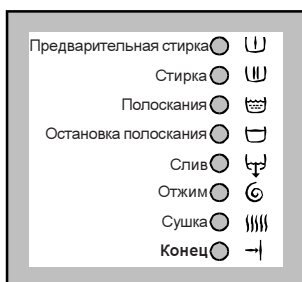 Предварительная стирка
Стирка
Полоскания
Остановка полоскания
Слив
Отжим
Сушка
Конец